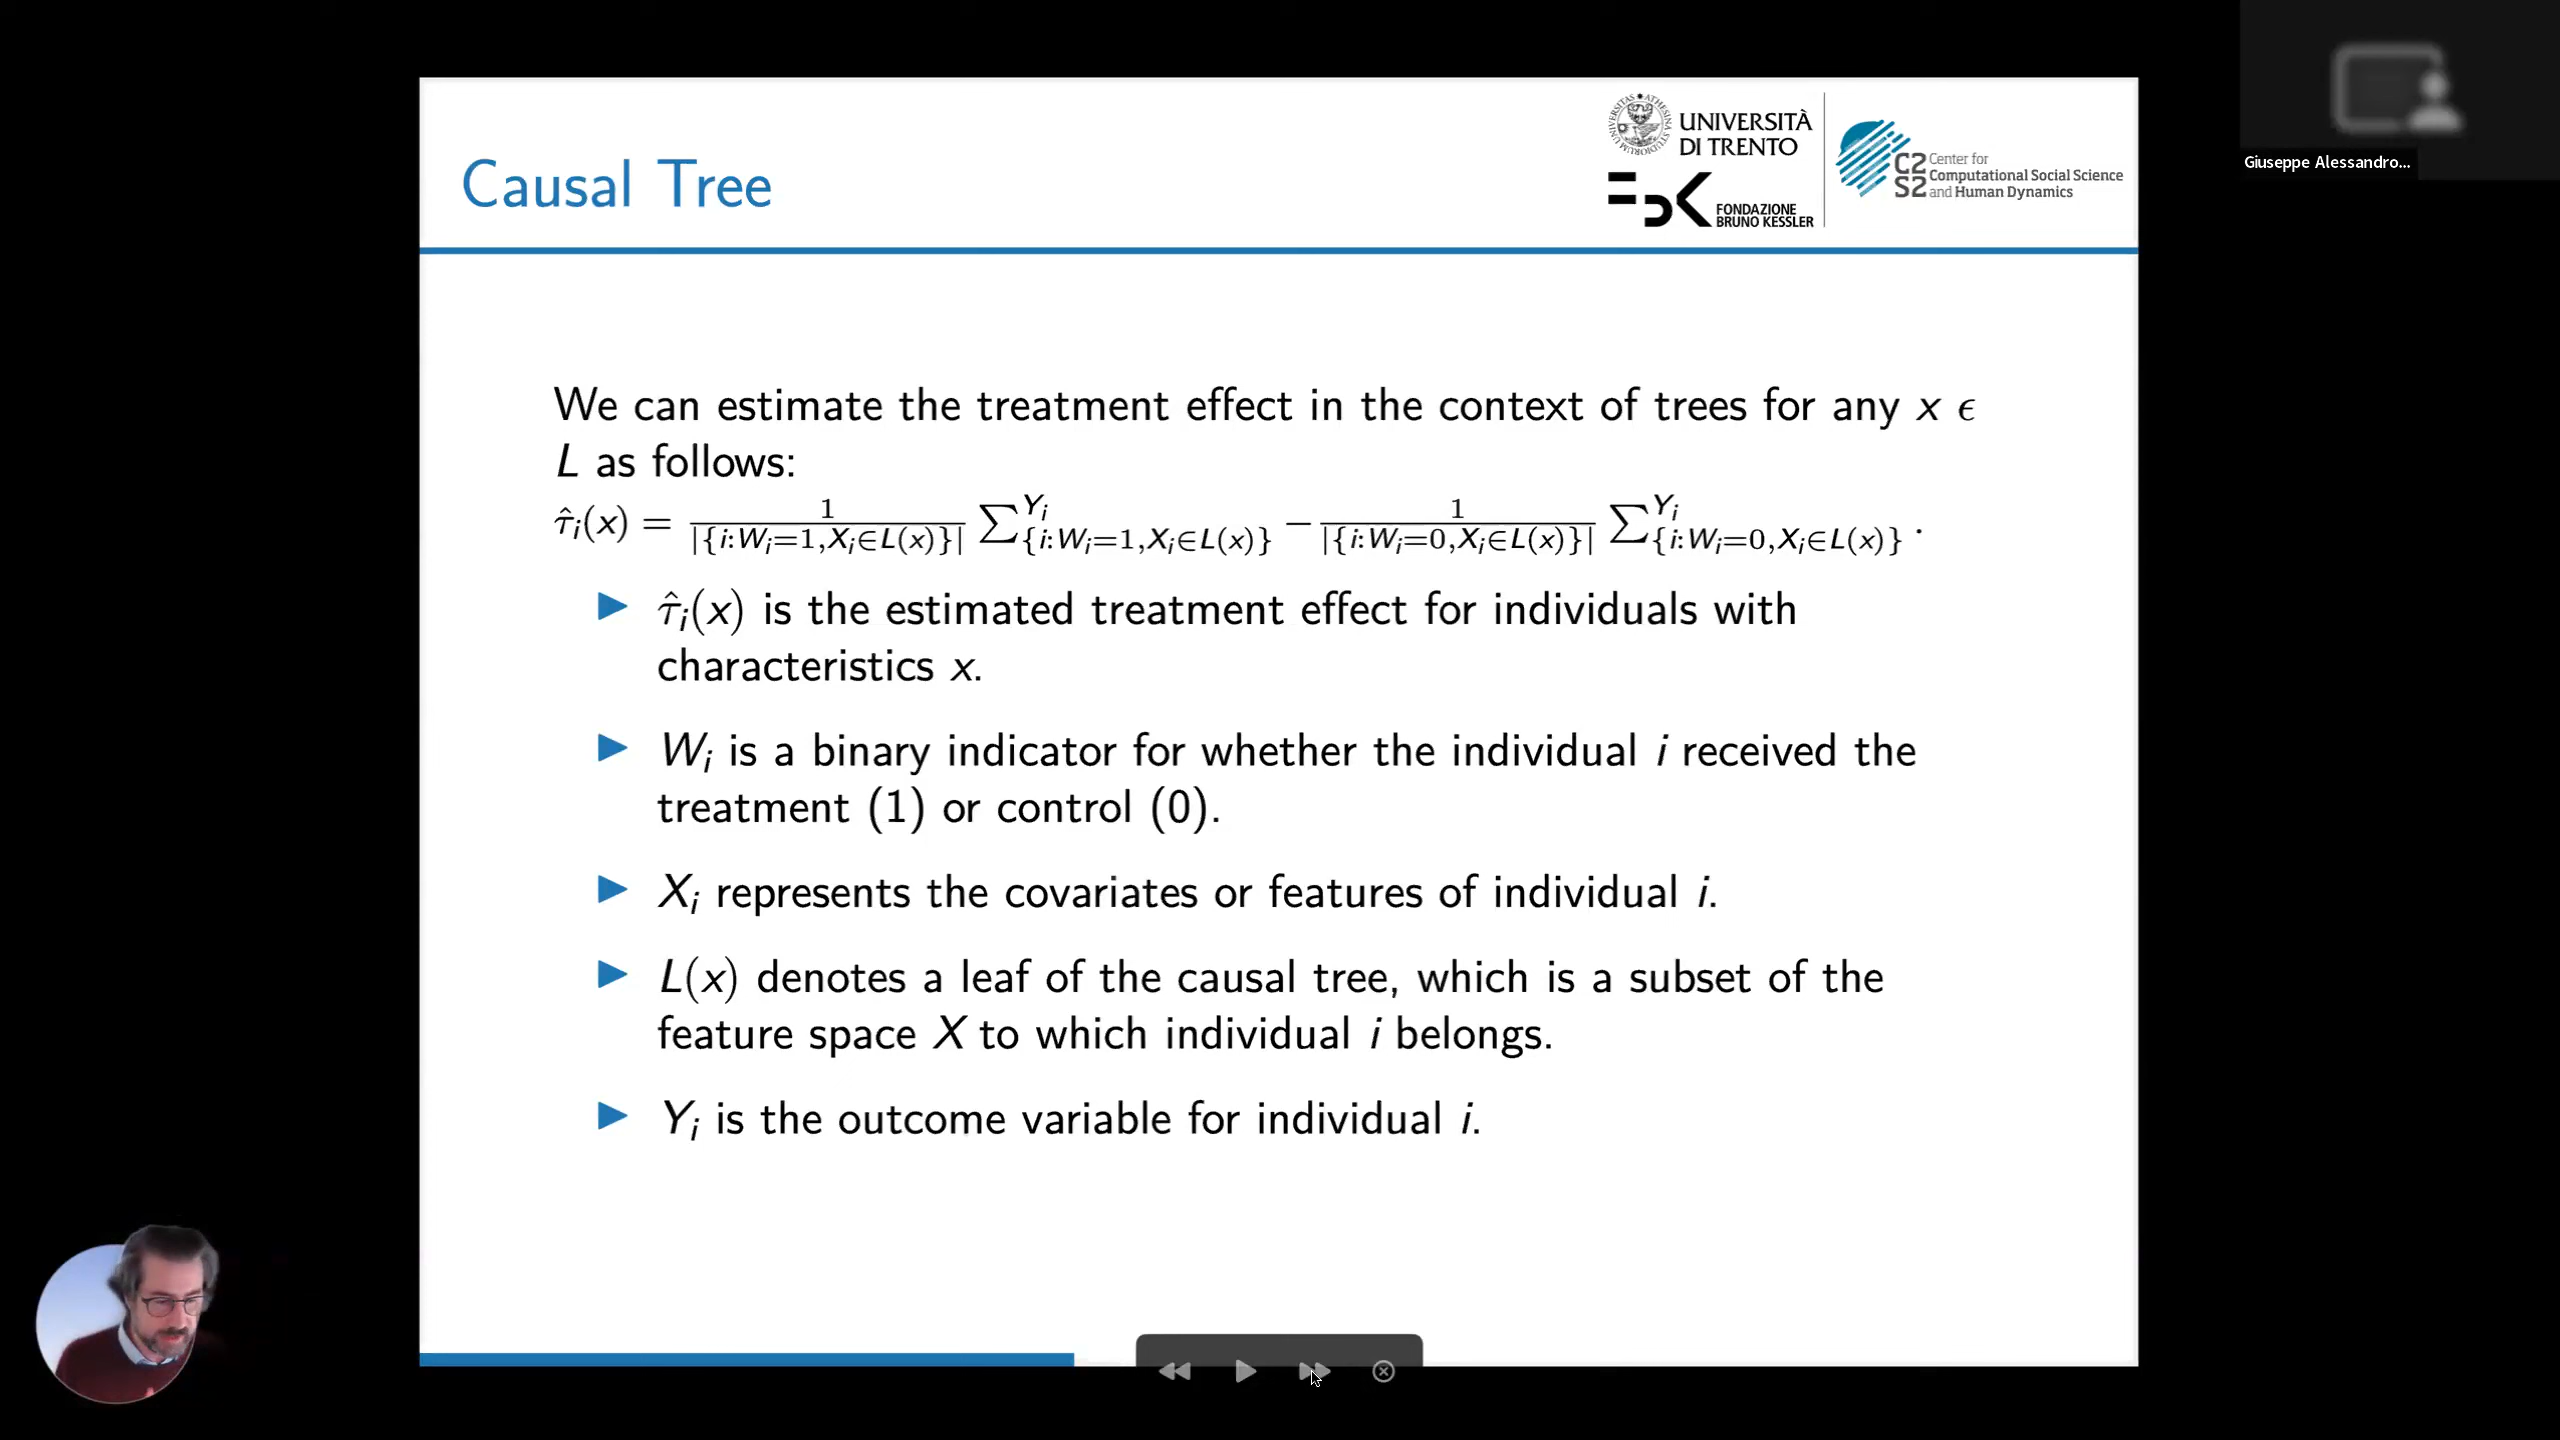 Causal Tree
UNIVERSITÀ
DI TRENTO
FONDAZIONE
BRUNO KESSLER
C2
S2
Center for
Computational Social Science
and Human Dynamics
Giuseppe Alessandro...
We can estimate the treatment effect in the context of trees for any x ϵ
L as follows:
τ̂ᵢ(x) = 1/|{i:Wᵢ=1,Xᵢ∈L(x)}| ∑^{Yᵢ}_{{i:Wᵢ=1,Xᵢ∈L(x)}} − 1/|{i:Wᵢ=0,Xᵢ∈L(x)}| ∑^{Yᵢ}_{{i:Wᵢ=0,Xᵢ∈L(x)}} .
▶ τ̂ᵢ(x) is the estimated treatment effect for individuals with
characteristics x.
▶ Wᵢ is a binary indicator for whether the individual i received the
treatment (1) or control (0).
▶ Xᵢ represents the covariates or features of individual i.
▶ L(x) denotes a leaf of the causal tree, which is a subset of the
feature space X to which individual i belongs.
▶ Yᵢ is the outcome variable for individual i.